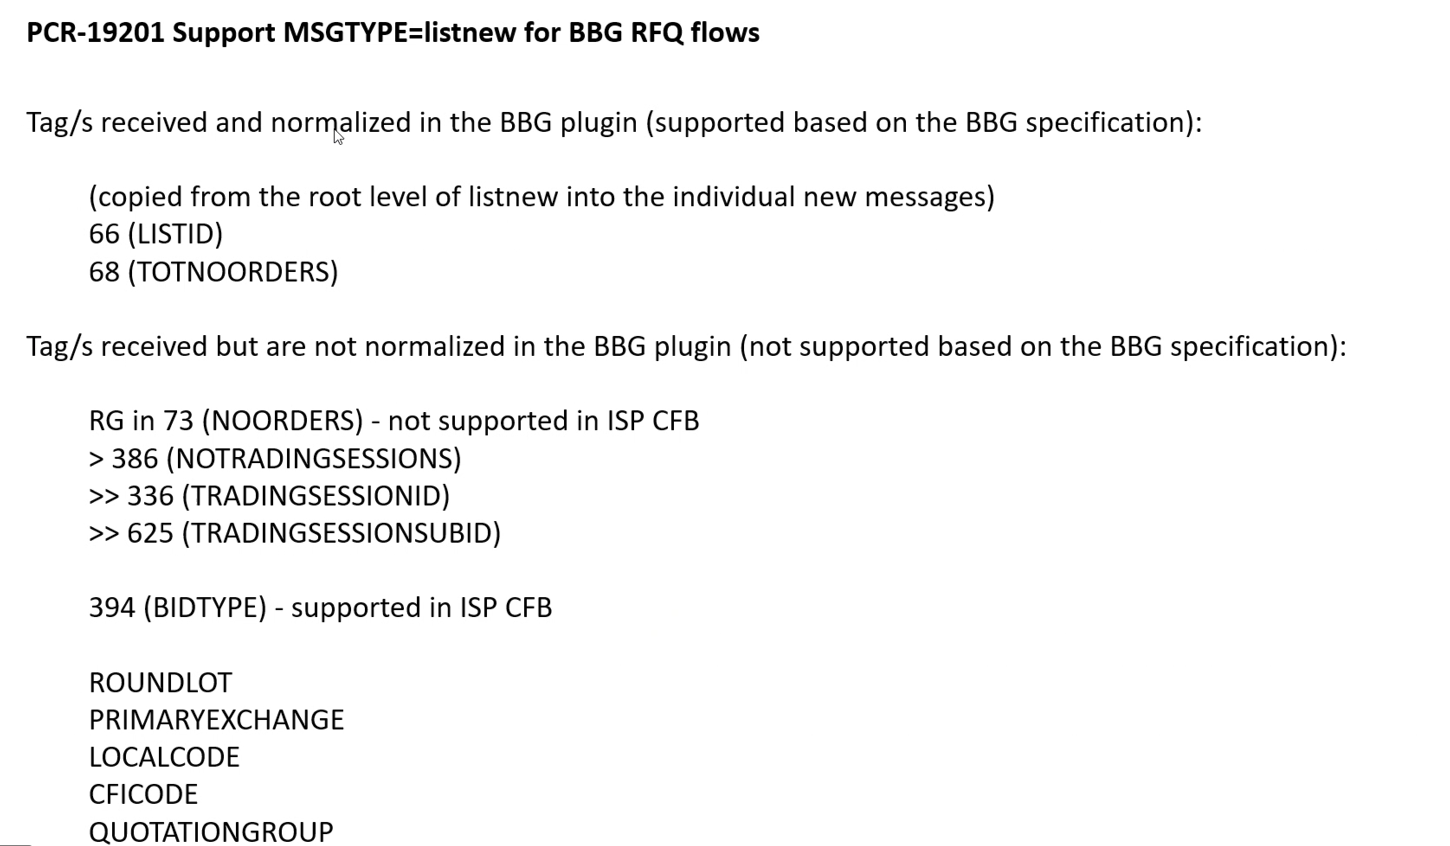 PCR-19201 Support MSGTYPE=listnew for BBG RFQ flows
Tag/s received and normalized in the BBG plugin (supported based on the BBG specification):
(copied from the root level of listnew into the individual new messages)
66 (LISTID)
68 (TOTNOORDERS)
Tag/s received but are not normalized in the BBG plugin (not supported based on the BBG specification):
RG in 73 (NOORDERS) - not supported in ISP CFB
> 386 (NOTRADINGSESSIONS)
>> 336 (TRADINGSESSIONID)
>> 625 (TRADINGSESSIONSUBID)
394 (BIDTYPE) - supported in ISP CFB
ROUNDLOT
PRIMARYEXCHANGE
LOCALCODE
CFICODE
QUOTATIONGROUP